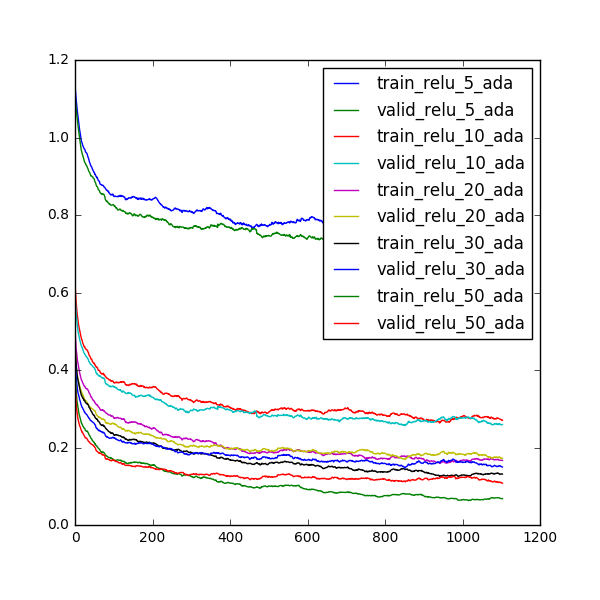 1.2
1.0
0.8
0.6
0.4
0.2
0.0
train_relu_5_ada
valid_relu_5_ada
train_relu_10_ada
valid_relu_10_ada
train_relu_20_ada
valid_relu_20_ada
train_relu_30_ada
valid_relu_30_ada
train_relu_50_ada
valid_relu_50_ada
0 200 400 600 800 1000 1200